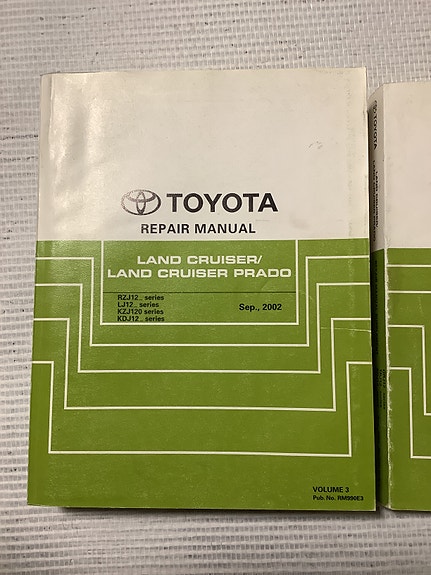 TOYOTA
REPAIR MANUAL
LAND CRUISER/
LAND CRUISER PRADO
RZJ12_ series
LJ12_ series
KZJ120 series
KDJ12_ series
Sep., 2002
VOLUME 3
Pub. No. RM990E3